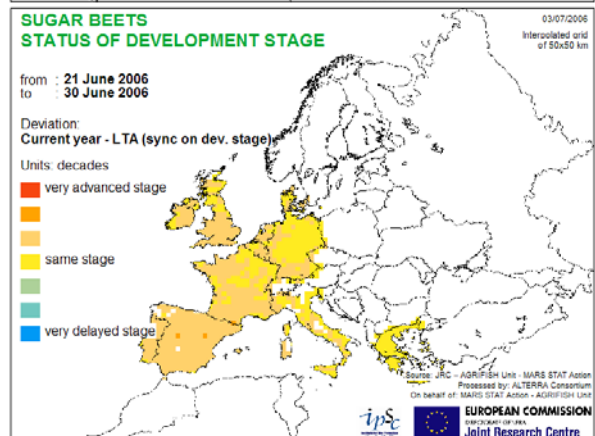 SUGAR BEETS
STATUS OF DEVELOPMENT STAGE
03/07/2006
Interpolated grid
of 50x50 km
from : 21 June 2006
to : 30 June 2006
Deviation:
Current year - LTA (sync on dev. stage)
Units: decades
very advanced stage
same stage
very delayed stage
Source: JRC - AGRIFISH Unit - MARS STAT Action
Processed by: ALTERRA Consortium
On behalf of: MARS STAT Action - AGRIFISH Unit
ipsc
EUROPEAN COMMISSION
Joint Research Centre